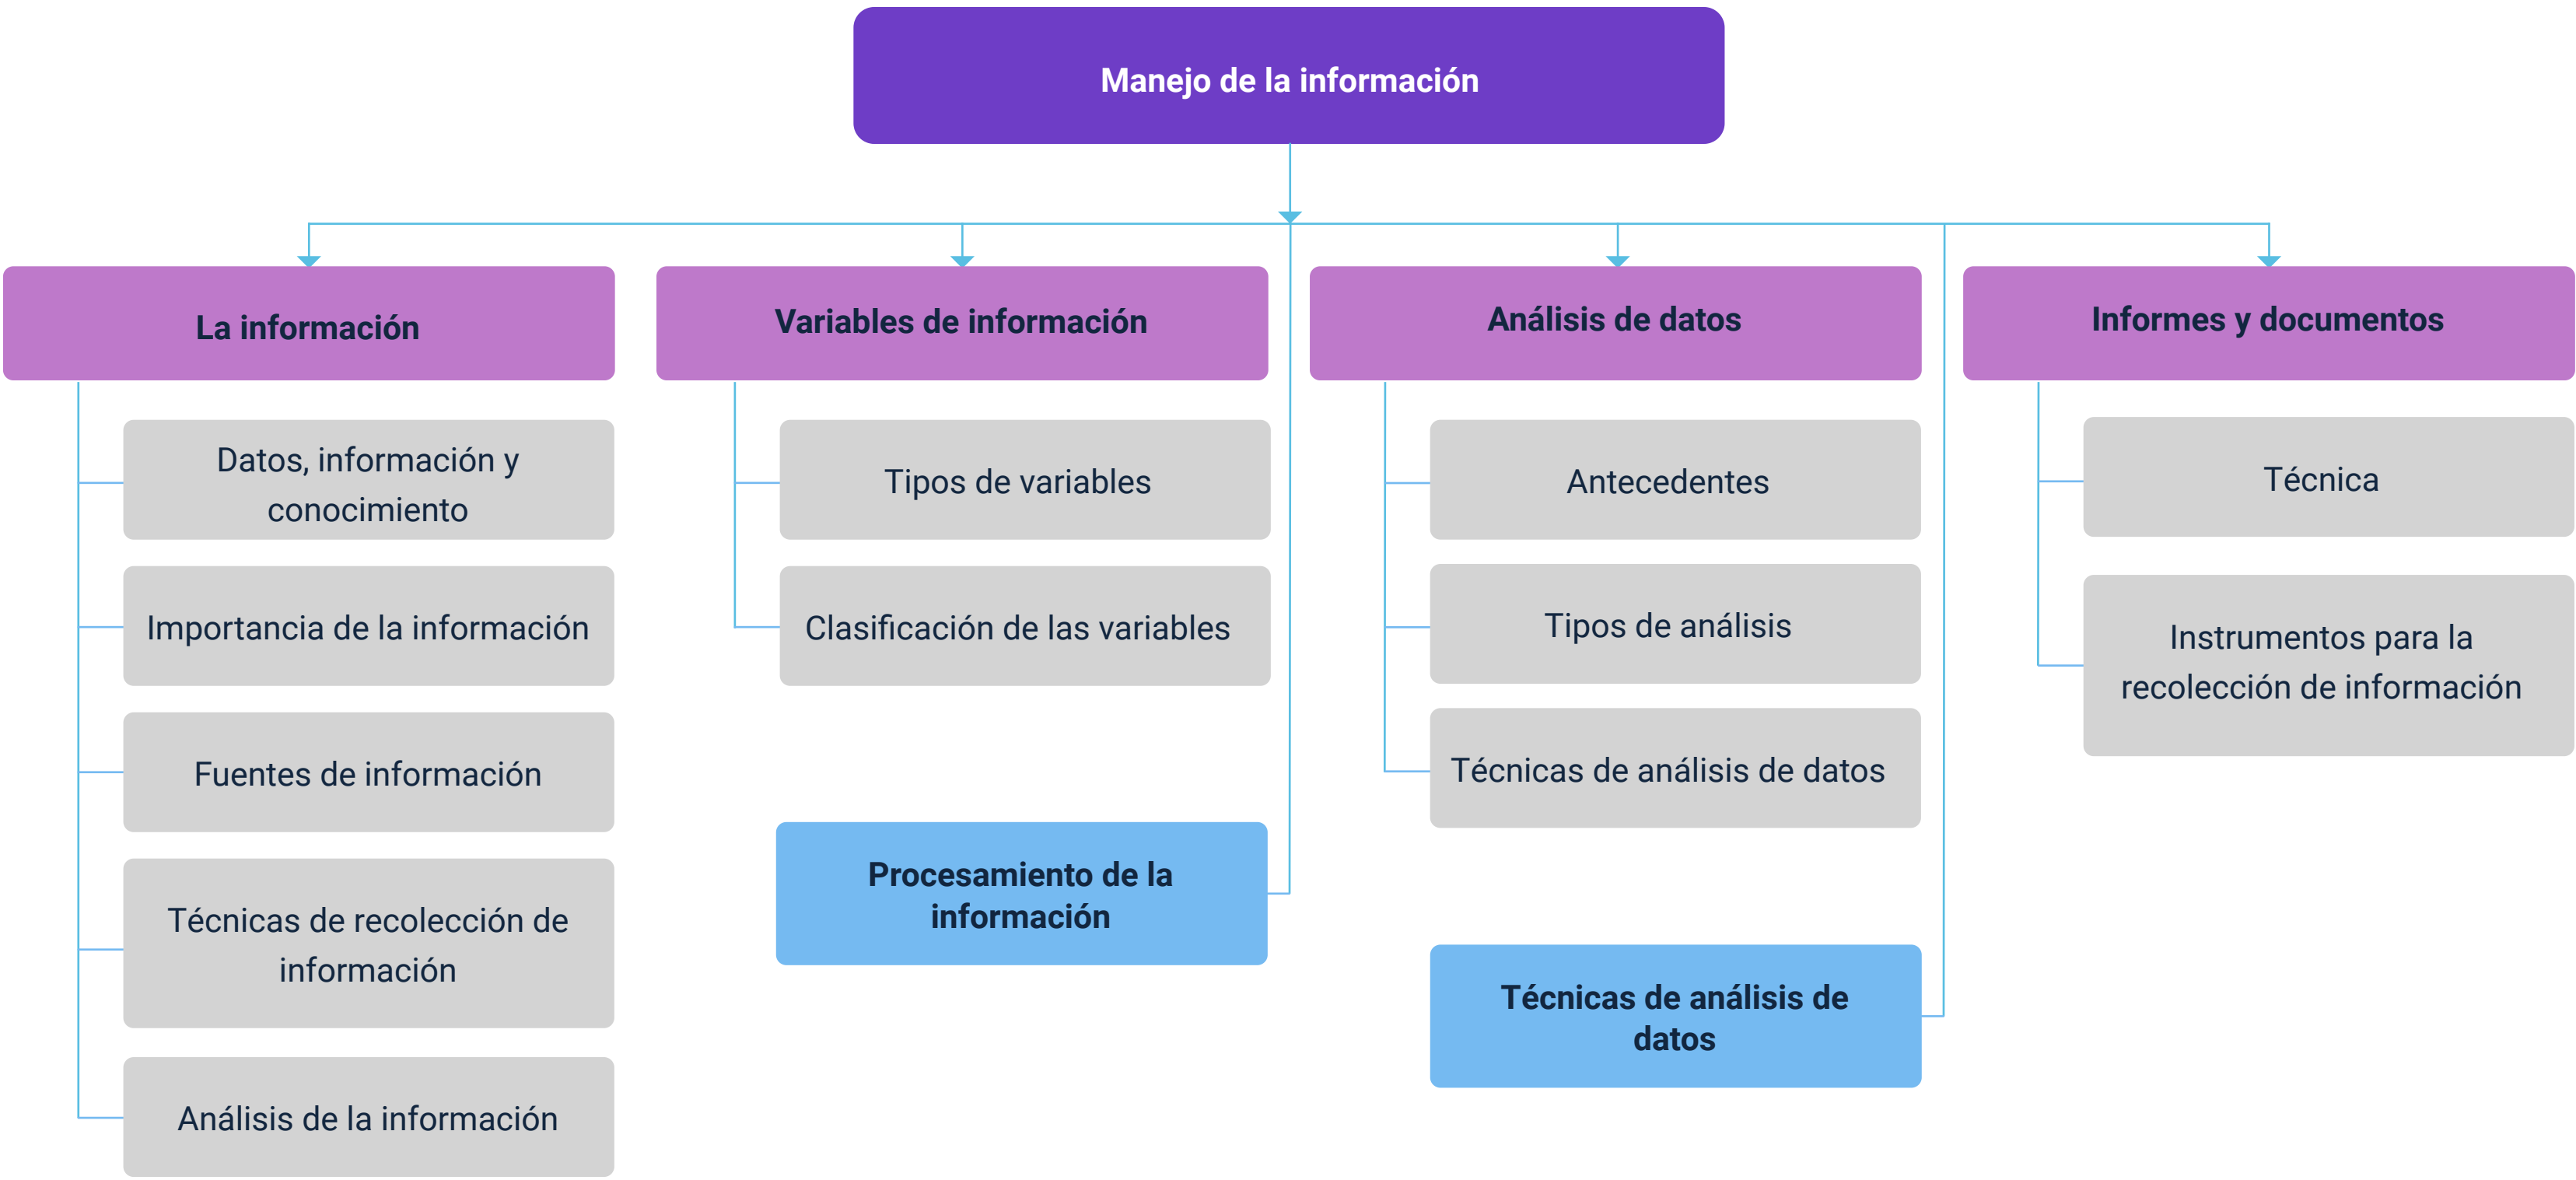 Manejo de la información
La información
Datos, información y
conocimiento
Importancia de la información
Fuentes de información
Técnicas de recolección de
información
Análisis de la información
Variables de información
Tipos de variables
Clasificación de las variables
Procesamiento de la
información
Análisis de datos
Antecedentes
Tipos de análisis
Técnicas de análisis de datos
Técnicas de análisis de
datos
Informes y documentos
Técnica
Instrumentos para la
recolección de información